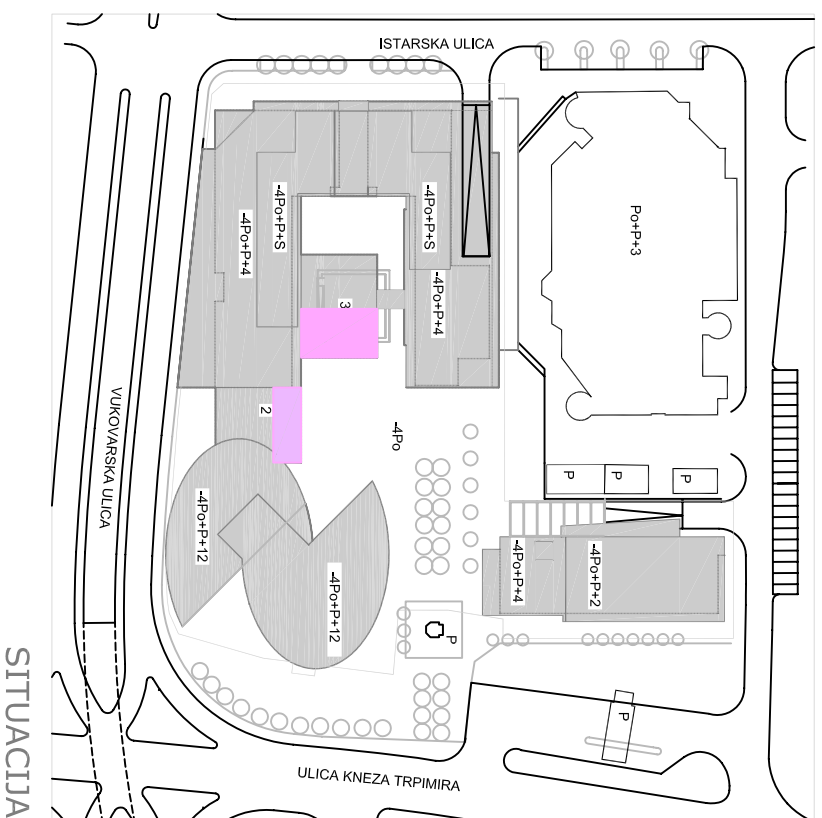 ISTARSKA ULICA
-4Po+P+S
-4Po+P+S
-4Po+P+4
-4Po+P+4
Po+P+3
3
2
-4Po
VUKOVARSKA ULICA
P
P
P
-4Po+P+12
-4Po+P+12
-4Po+P+4
-4Po+P+2
P
P
ULICA KNEZA TRPIMIRA
SITUACIJA